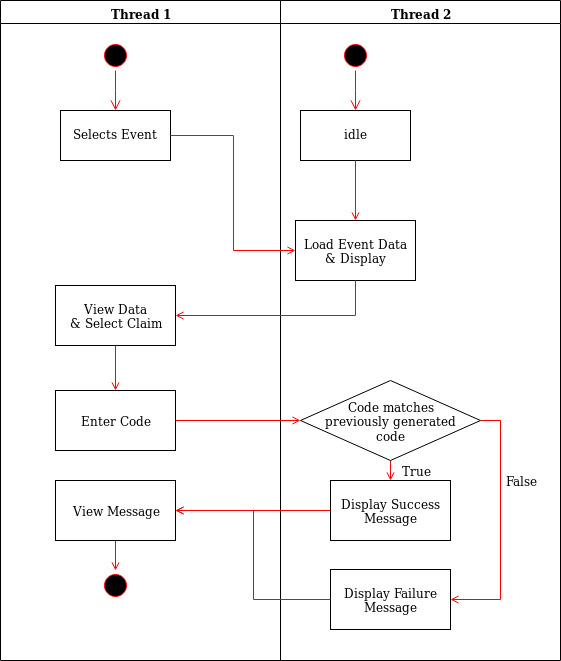 Thread 1
Thread 2
Selects Event
idle
Load Event Data
& Display
View Data
& Select Claim
Enter Code
Code matches
previously generated
code
True
False
View Message
Display Success
Message
Display Failure
Message